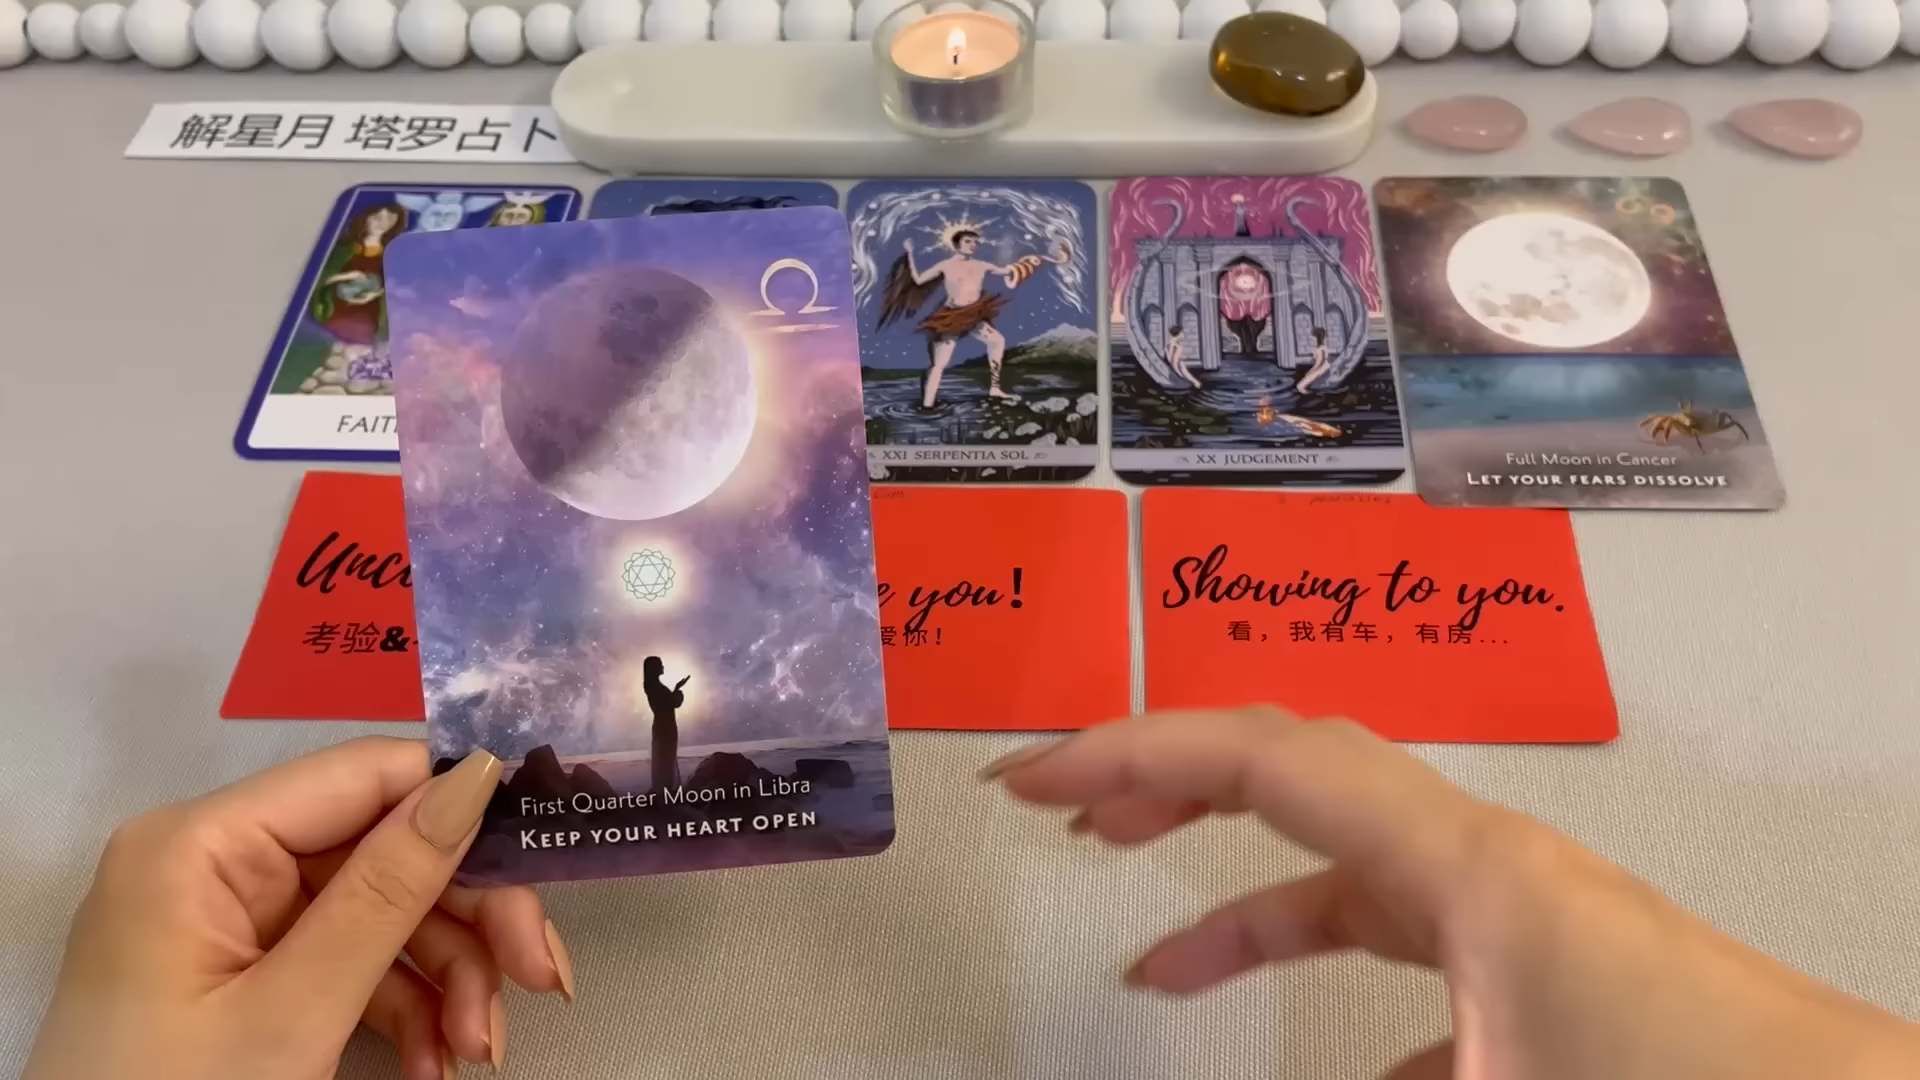 解星月 塔罗占卜
XXI SERPENTIA SOL
XX JUDGEMENT
Full Moon in Cancer
LET YOUR FEARS DISSOLVE
you!
爱你！
Showing to you.
看，我有车，有房...
考验&
First Quarter Moon in Libra
KEEP YOUR HEART OPEN